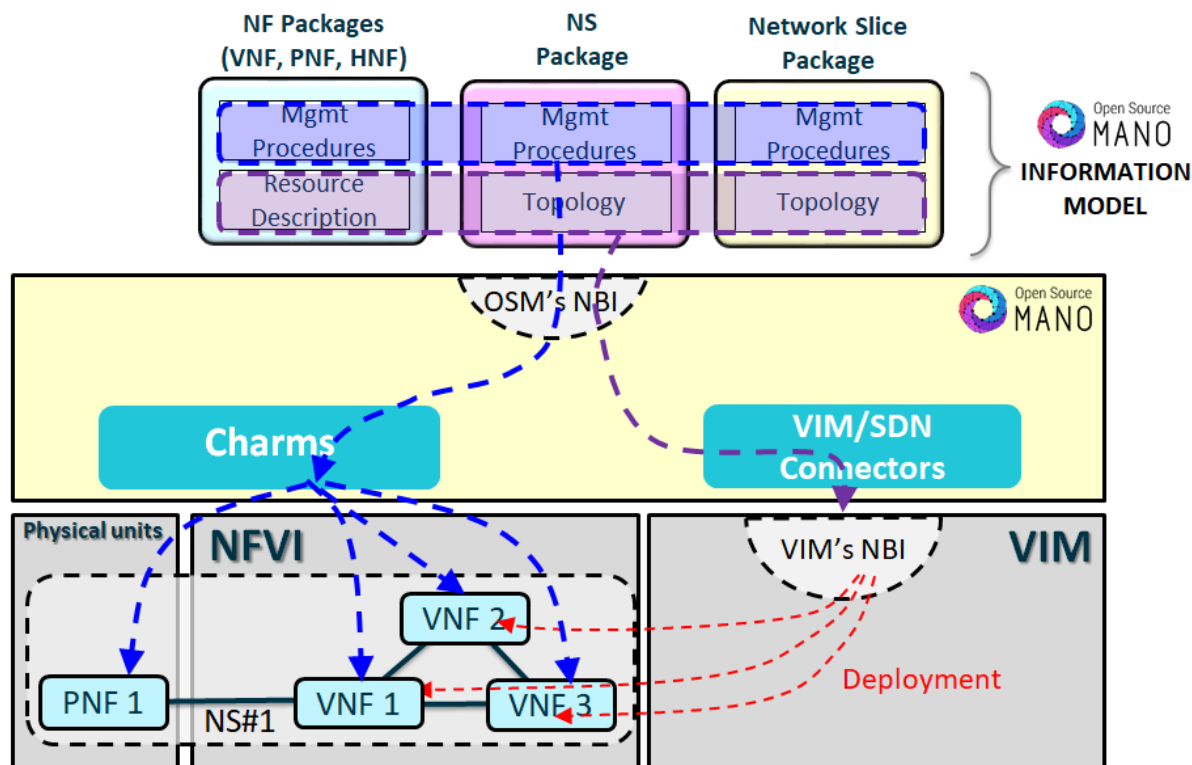 NF Packages
(VNF, PNF, HNF)
NS
Package
Network Slice
Package
Mgmt
Procedures
Mgmt
Procedures
Mgmt
Procedures
Resource
Description
Topology
Topology
Open Source
MANO
INFORMATION
MODEL
OSM's NBI
Open Source
MANO
Charms
VIM/SDN
Connectors
Physical units
NFVI
VIM's NBI
VIM
VNF 2
PNF 1
VNF 1
VNF 3
NS#1
Deployment